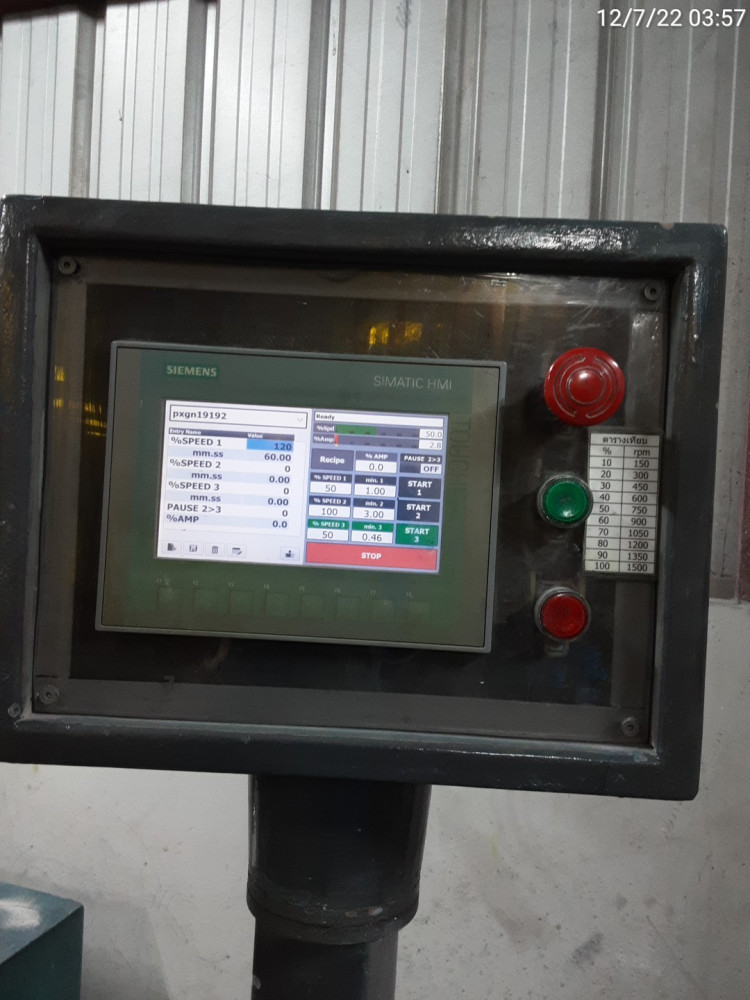 12/7/22 03:57
SIEMENS
SIMATIC HMI
pxgn19192
Entry Name Value
%SPEED 1 120
mm.ss 60.00
%SPEED 2 0
mm.ss 0.00
%SPEED 3 0
mm.ss 0.00
PAUSE 2>3 0
%AMP 0.0
Ready
%Spd 50.0
%Amp 2.8
Recipe % AMP PAUSE 2>3
0.0 OFF
% SPEED 1 min. 1 START
50 1.00 1
% SPEED 2 min. 2 START
100 3.00 2
% SPEED 3 min. 3 START
50 0.46 3
STOP
TOUCH
ตารางเทียบ
% rpm
10 150
20 300
30 450
40 600
50 750
60 900
70 1050
80 1200
90 1350
100 1500